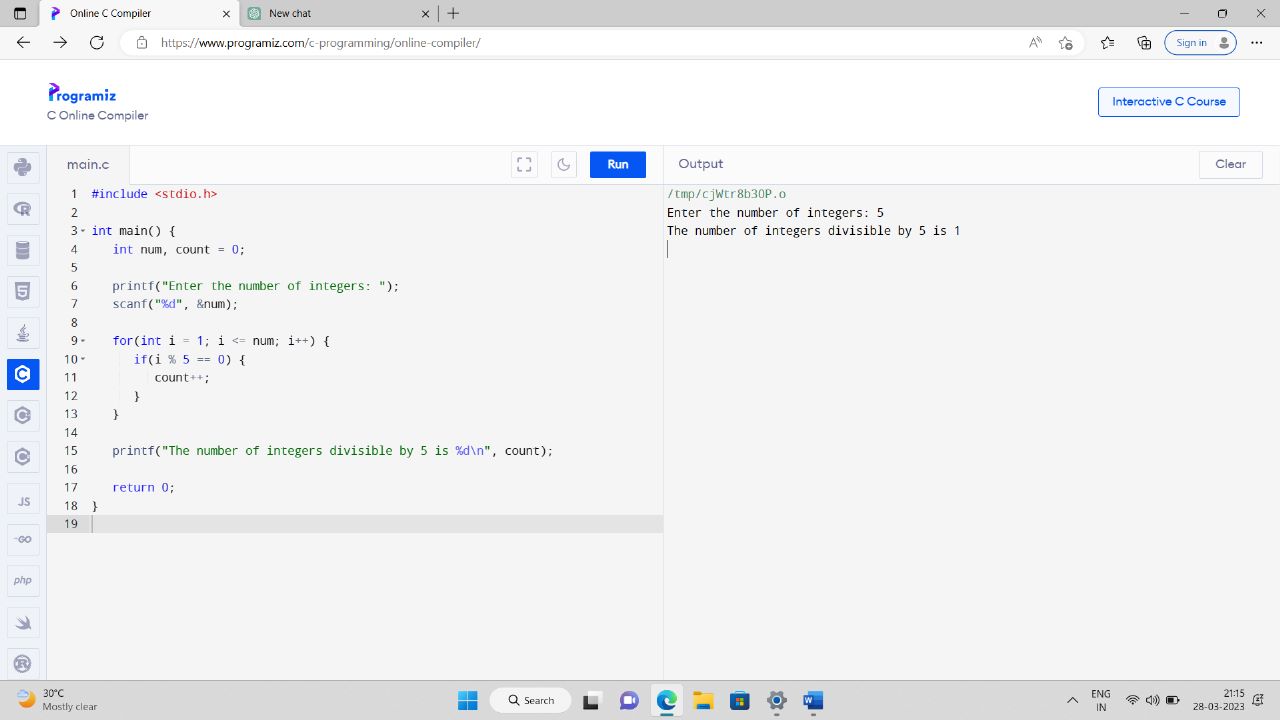 Online C Compiler
New chat
https://www.programiz.com/c-programming/online-compiler/
Sign in
Programiz
C Online Compiler
Interactive C Course
main.c
Run
Output
Clear
1 #include <stdio.h>
2
3 int main() {
4    int num, count = 0;
5
6    printf("Enter the number of integers: ");
7    scanf("%d", &num);
8
9    for(int i = 1; i <= num; i++) {
10       if(i % 5 == 0) {
11          count++;
12       }
13    }
14
15    printf("The number of integers divisible by 5 is %d\n", count);
16
17    return 0;
18 }
19
/tmp/cjWtr8b3OP.o
Enter the number of integers: 5
The number of integers divisible by 5 is 1
JS
GO
php
30°C
Mostly clear
Search
ENG
IN
21:15
28-03-2023